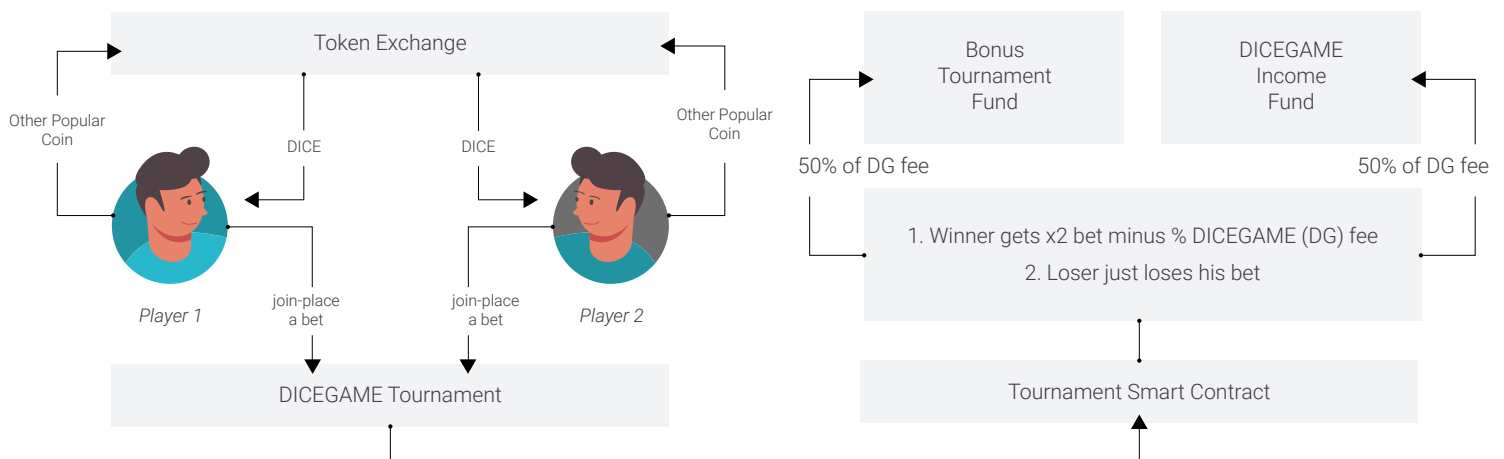 Token Exchange
Other Popular
Coin
DICE
DICE
Other Popular
Coin
Player 1
join-place
a bet
join-place
a bet
Player 2
DICEGAME Tournament
Bonus
Tournament
Fund
DICEGAME
Income
Fund
50% of DG fee
50% of DG fee
1. Winner gets x2 bet minus % DICEGAME (DG) fee
2. Loser just loses his bet
Tournament Smart Contract